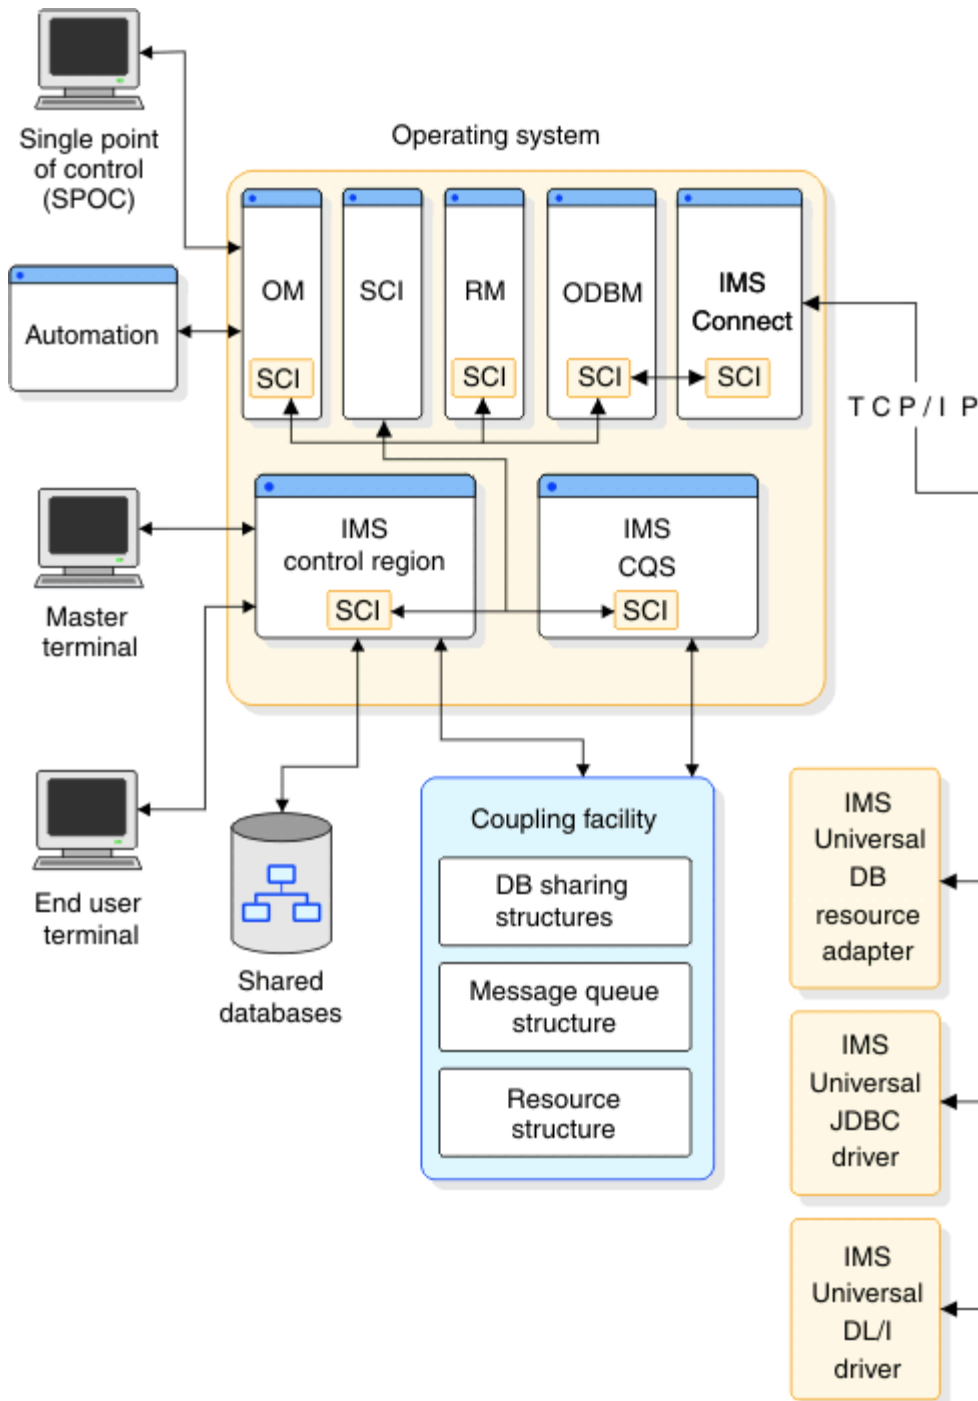 Single point
of control
(SPOC)
Operating system
OM
SCI
SCI
RM
SCI
ODBM
SCI
IMS
Connect
SCI
Automation
TCP/IP
IMS
control region
SCI
IMS
CQS
SCI
Master
terminal
End user
terminal
Shared
databases
Coupling facility
DB sharing
structures
Message queue
structure
Resource
structure
IMS
Universal
DB
resource
adapter
IMS
Universal
JDBC
driver
IMS
Universal
DL/I
driver